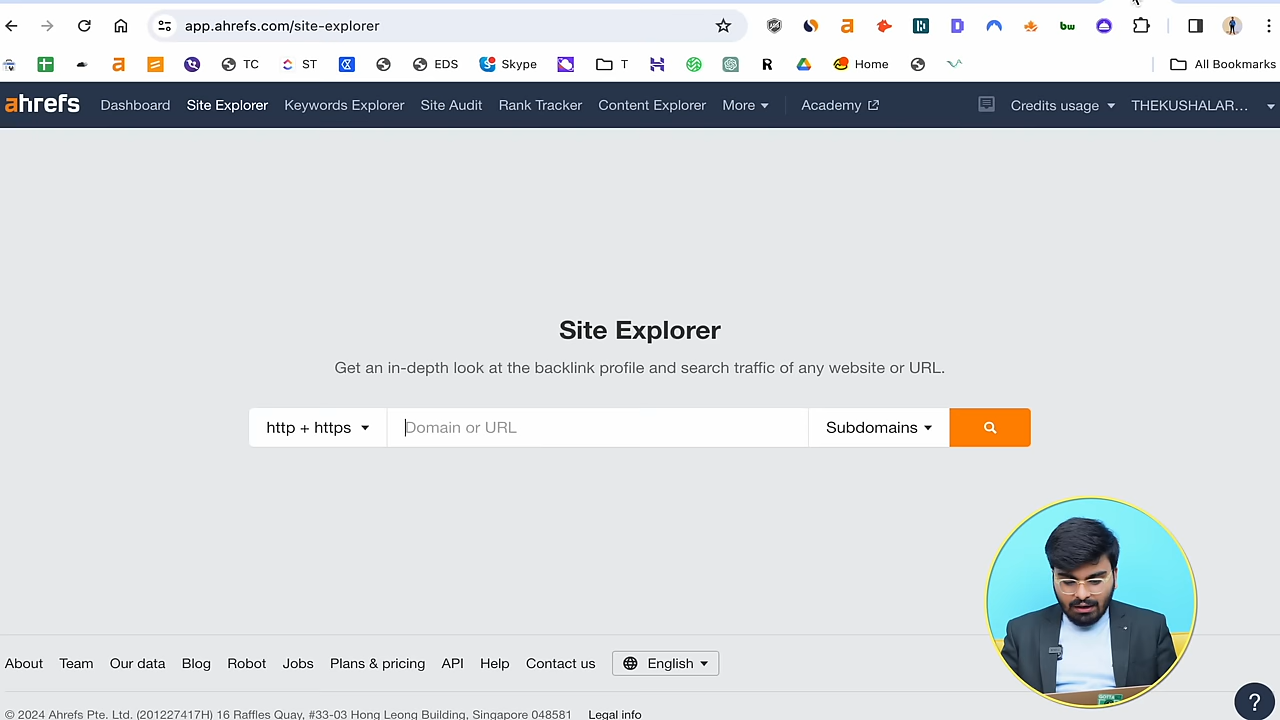 app.ahrefs.com/site-explorer
TC ST EDS Skype T R Home All Bookmarks
ahrefs Dashboard Site Explorer Keywords Explorer Site Audit Rank Tracker Content Explorer More Academy Credits usage THEKUSHALAR...
Site Explorer
Get an in-depth look at the backlink profile and search traffic of any website or URL.
http + https Domain or URL Subdomains
About Team Our data Blog Robot Jobs Plans & pricing API Help Contact us English
?
© 2024 Ahrefs Pte. Ltd. (201227417H) 16 Raffles Quay, #33-03 Hong Leong Building, Singapore 048581 Legal info